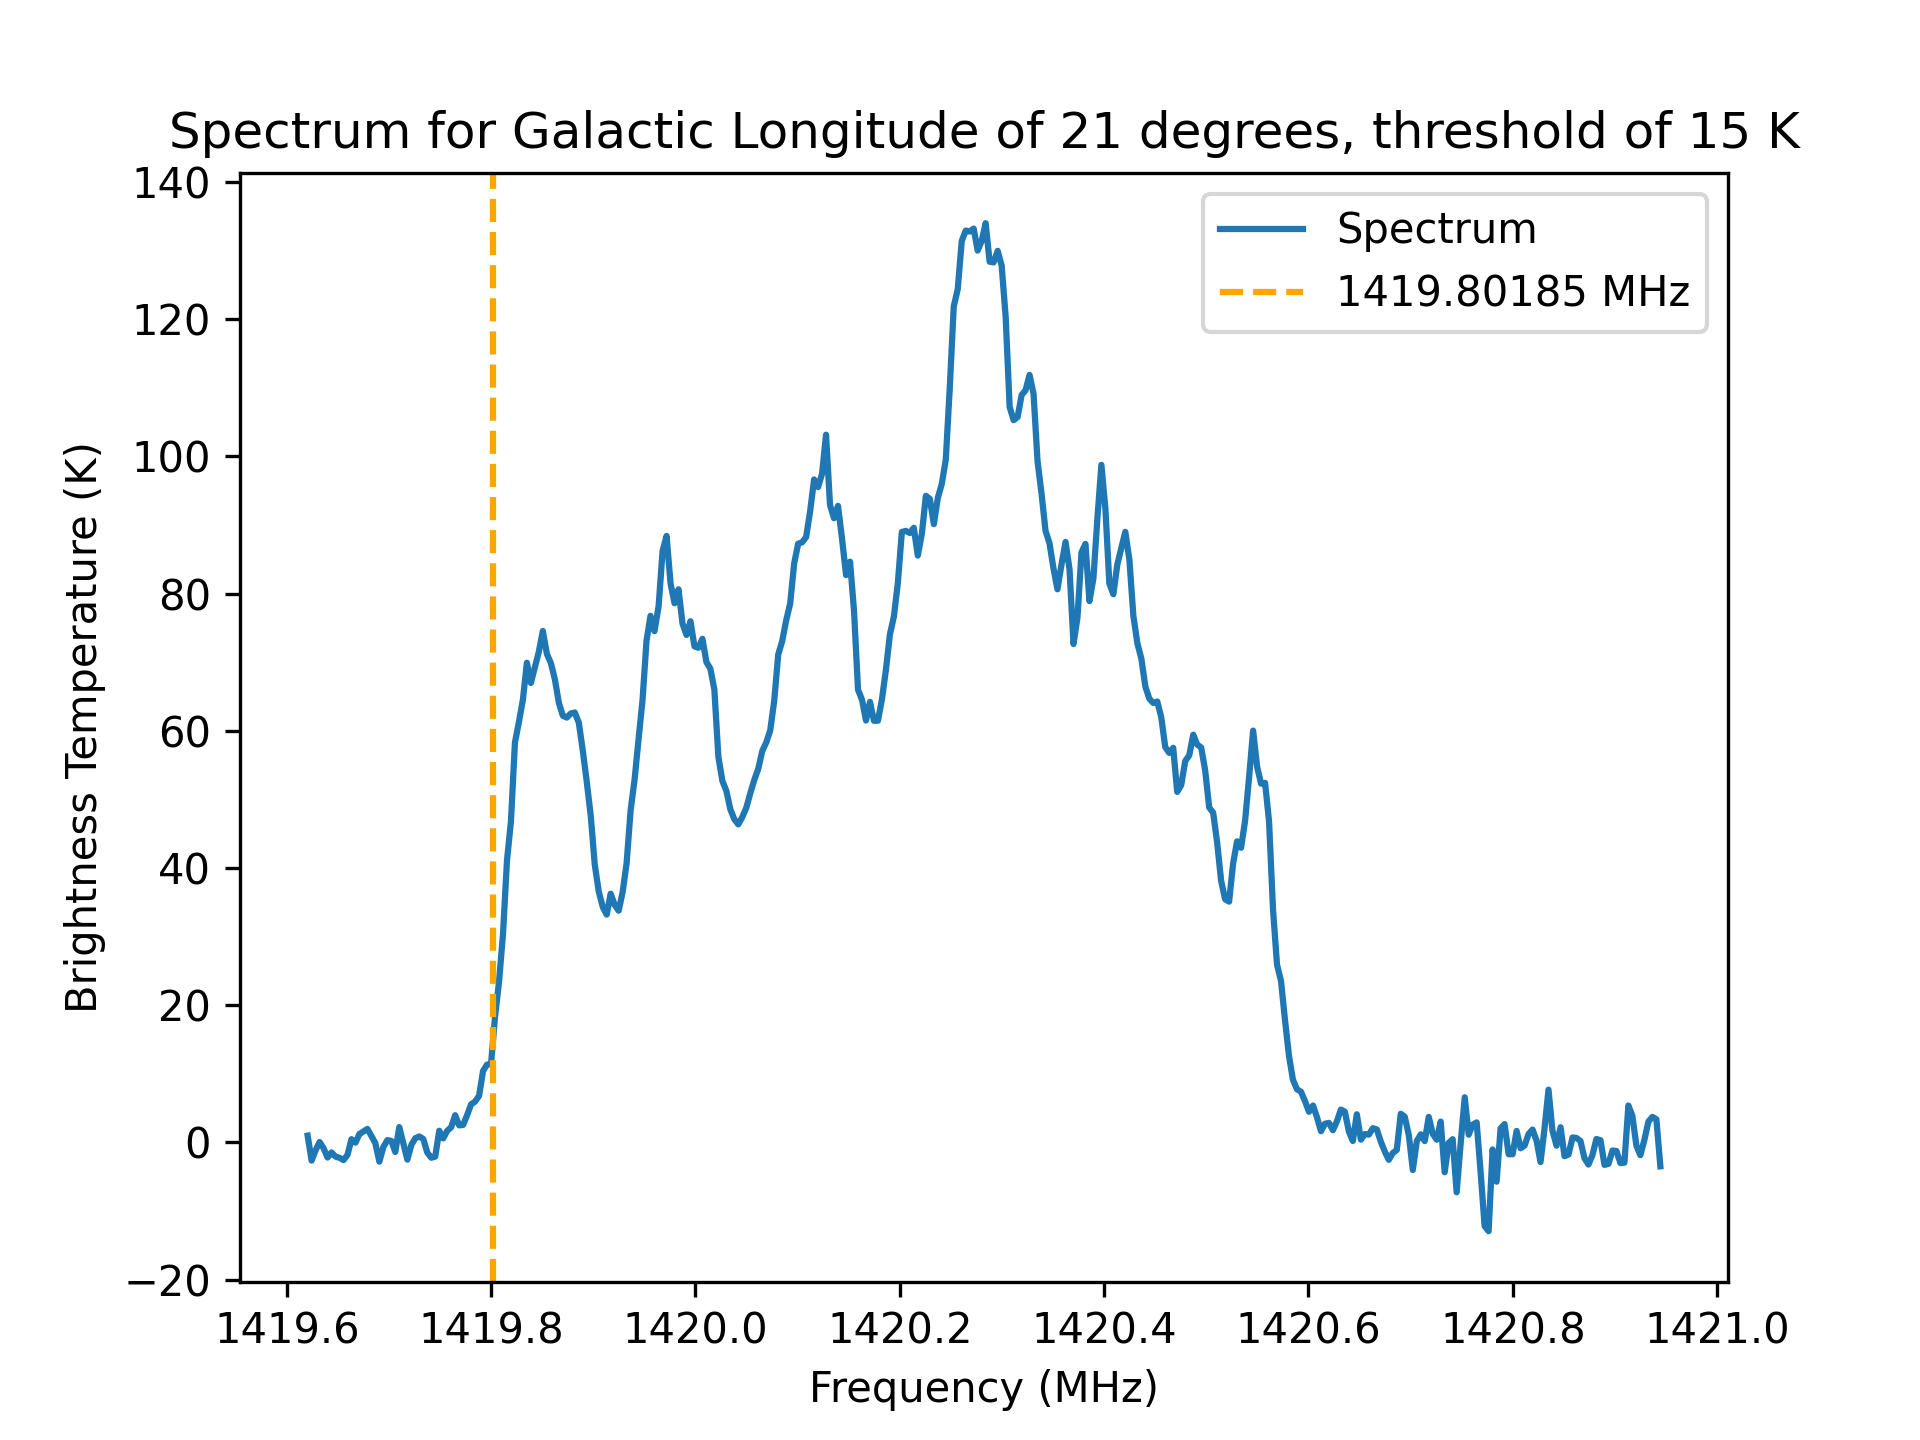 Spectrum for Galactic Longitude of 21 degrees, threshold of 15 K
Spectrum
1419.80185 MHz
Brightness Temperature (K)
140
120
100
80
60
40
20
0
−20
1419.6 1419.8 1420.0 1420.2 1420.4 1420.6 1420.8 1421.0
Frequency (MHz)